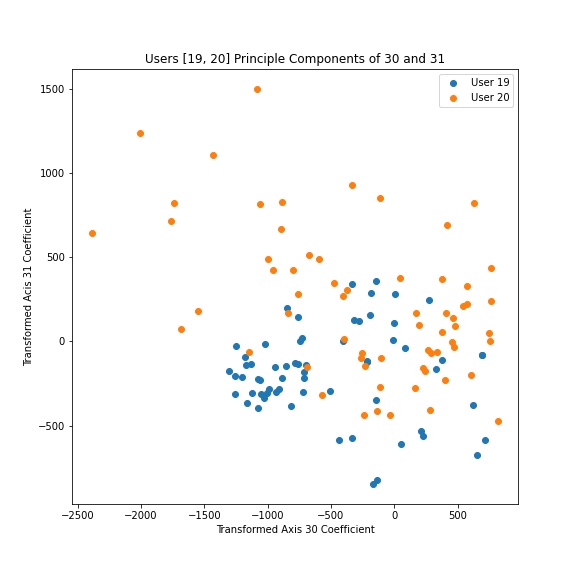 Users [19, 20] Principle Components of 30 and 31
User 19
User 20
1500
1000
500
0
−500
Transformed Acis 31 Coefficient
−2500 −2000 −1500 −1000 −500 0 500
Transformed Axis 30 Coefficient